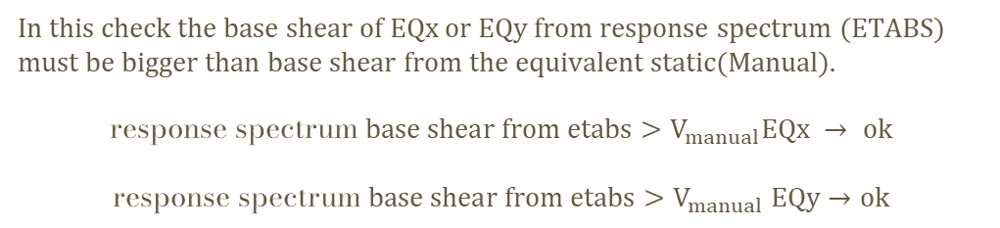 In this check the base shear of EQx or EQy from response spectrum (ETABS)
must be bigger than base shear from the equivalent static(Manual).
response spectrum base shear from etabs > Vmanual EQx → ok
response spectrum base shear from etabs > Vmanual EQy → ok